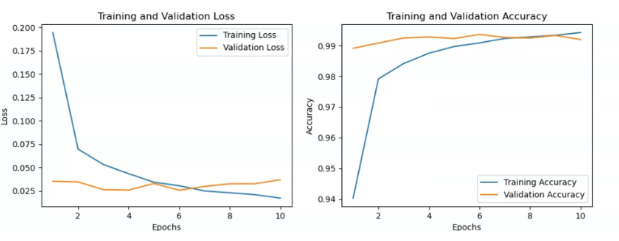 Training and Validation Loss
0.200
0.175
0.150
0.125
0.100
0.075
0.050
0.025
Loss
Training Loss
Validation Loss
2 4 6 8 10
Epochs
Training and Validation Accuracy
0.99
0.98
0.97
0.96
0.95
0.94
Accuracy
Training Accuracy
Validation Accuracy
2 4 6 8 10
Epochs